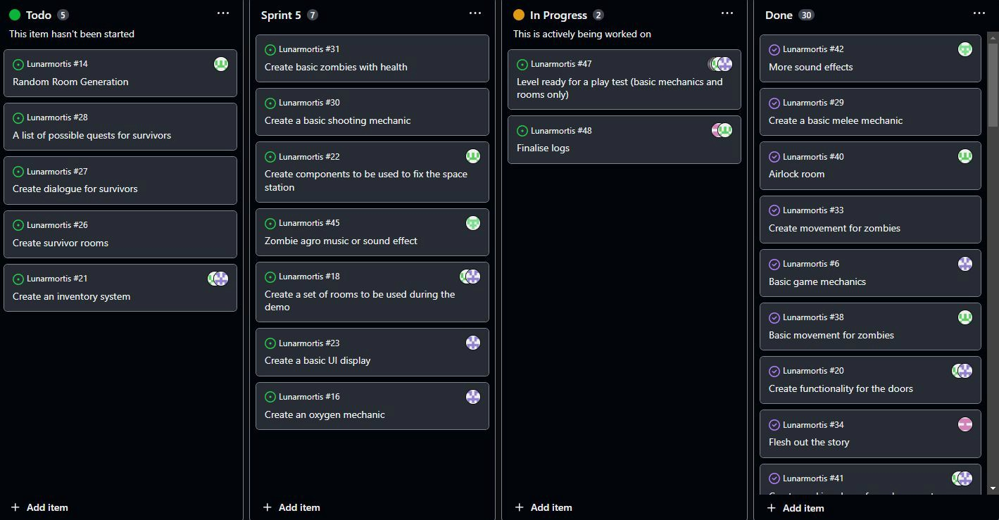 Todo 5
This item hasn't been started
Lunarmortis #14
Random Room Generation
Lunarmortis #28
A list of possible quests for survivors
Lunarmortis #27
Create dialogue for survivors
Lunarmortis #26
Create survivor rooms
Lunarmortis #21
Create an inventory system
Add item
Sprint 5 7
Lunarmortis #31
Create basic zombies with health
Lunarmortis #30
Create a basic shooting mechanic
Lunarmortis #22
Create components to be used to fix the space
station
Lunarmortis #45
Zombie agro music or sound effect
Lunarmortis #18
Create a set of rooms to be used during the
demo
Lunarmortis #23
Create a basic UI display
Lunarmortis #16
Create an oxygen mechanic
Add item
In Progress 2
This is actively being worked on
Lunarmortis #47
Level ready for a play test (basic mechanics and
rooms only)
Lunarmortis #48
Finalise logs
Add item
Done 30
Lunarmortis #42
More sound effects
Lunarmortis #29
Create a basic melee mechanic
Lunarmortis #40
Airlock room
Lunarmortis #33
Create movement for zombies
Lunarmortis #6
Basic game mechanics
Lunarmortis #38
Basic movement for zombies
Lunarmortis #20
Create functionality for the doors
Lunarmortis #34
Flesh out the story
Lunarmortis #41
Add item